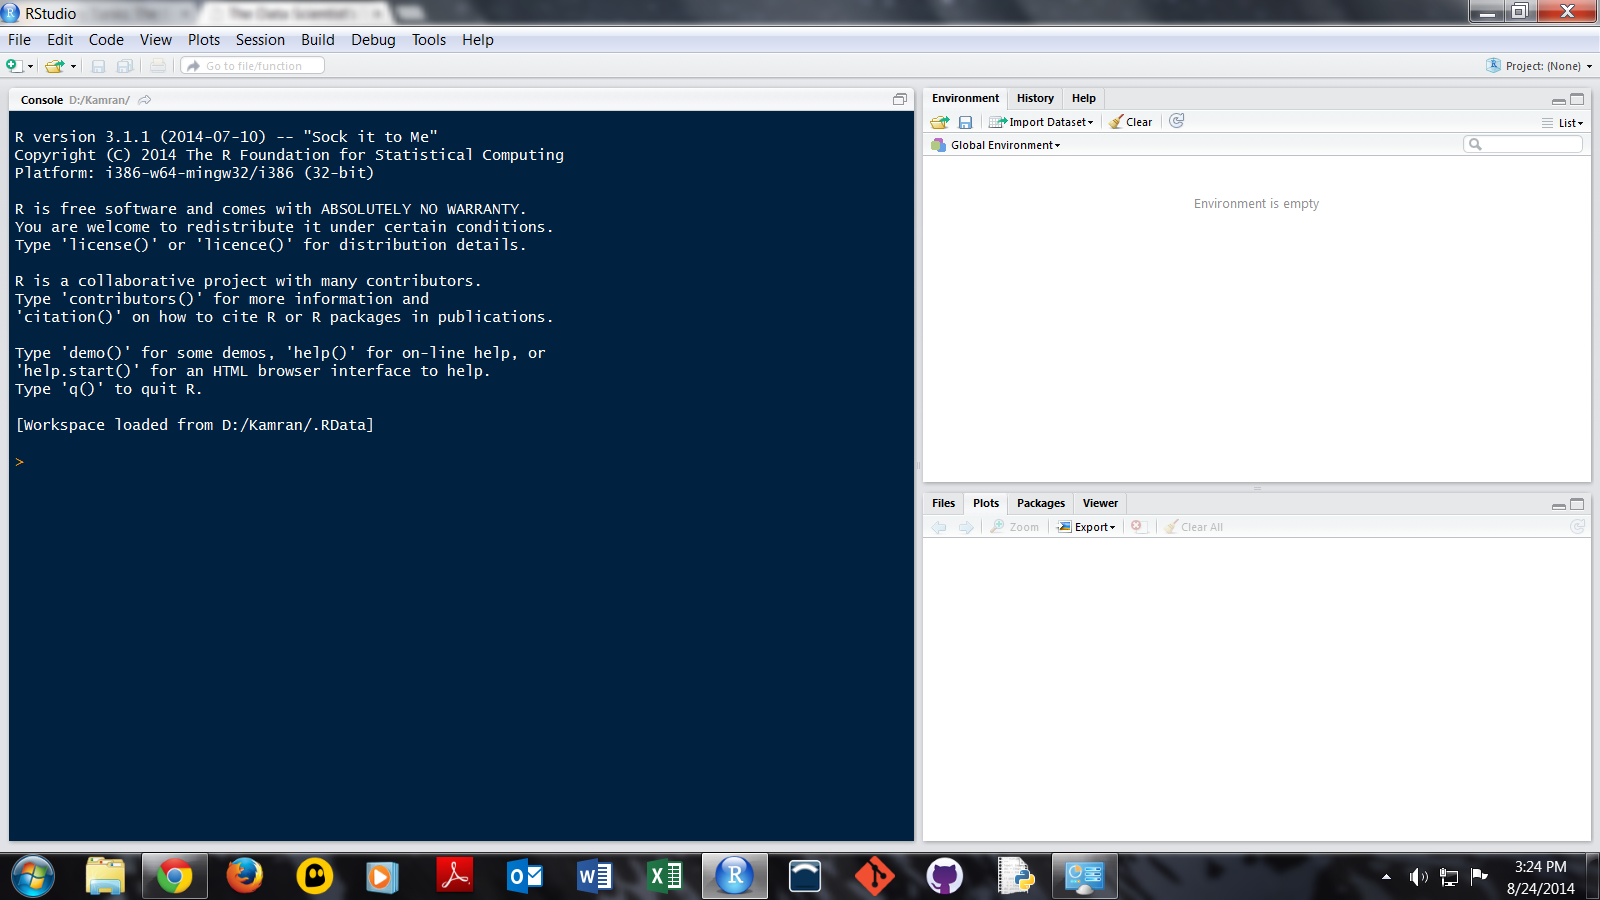 RStudio
The Data Scientist
File Edit Code View Plots Session Build Debug Tools Help
Go to file/function
Project: (None)
Console D:/Kamran/
R version 3.1.1 (2014-07-10) -- "Sock it to Me"
Copyright (C) 2014 The R Foundation for Statistical Computing
Platform: i386-w64-mingw32/i386 (32-bit)
R is free software and comes with ABSOLUTELY NO WARRANTY.
You are welcome to redistribute it under certain conditions.
Type 'license()' or 'licence()' for distribution details.
R is a collaborative project with many contributors.
Type 'contributors()' for more information and
'citation()' on how to cite R or R packages in publications.
Type 'demo()' for some demos, 'help()' for on-line help, or
'help.start()' for an HTML browser interface to help.
Type 'q()' to quit R.
[Workspace loaded from D:/Kamran/.RData]
>
Environment History Help
Import Dataset Clear List
Global Environment
Environment is empty
Files Plots Packages Viewer
Zoom Export Clear All
3:24 PM
8/24/2014